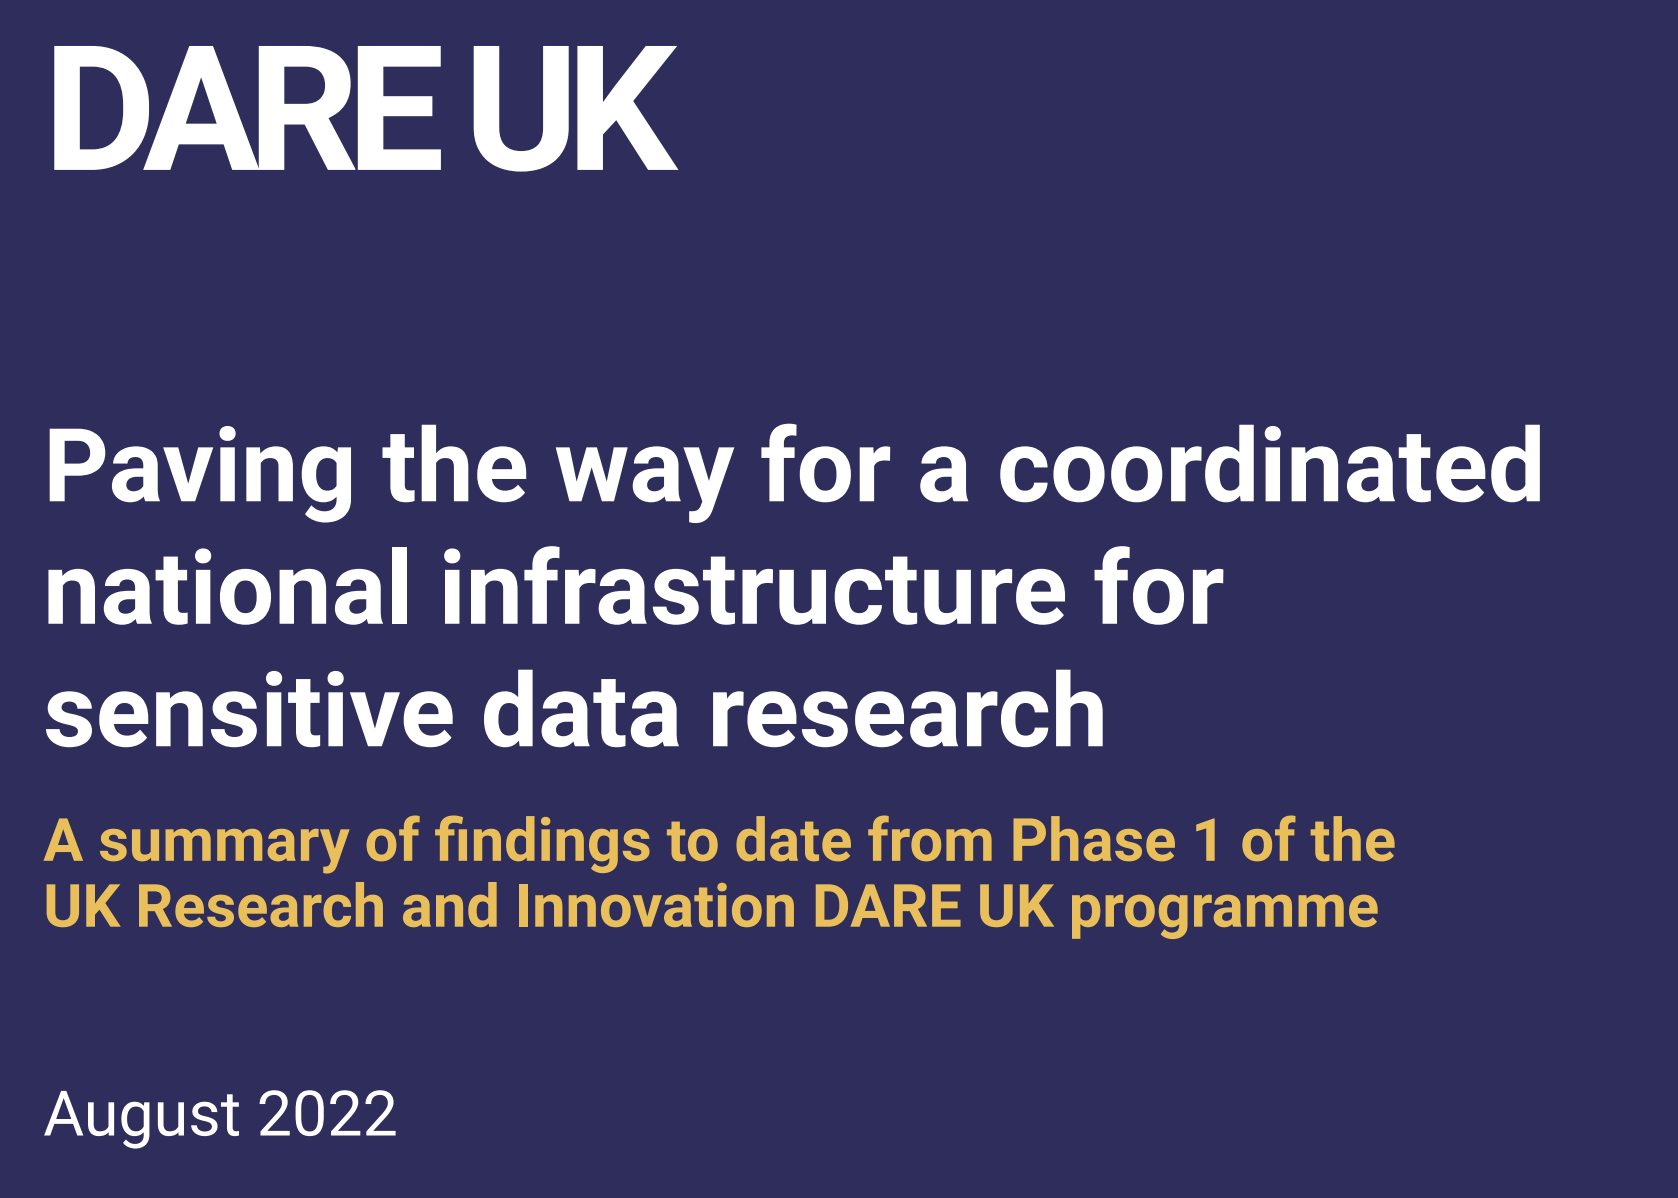 DARE UK
Paving the way for a coordinated
national infrastructure for
sensitive data research
A summary of findings to date from Phase 1 of the
UK Research and Innovation DARE UK programme
August 2022